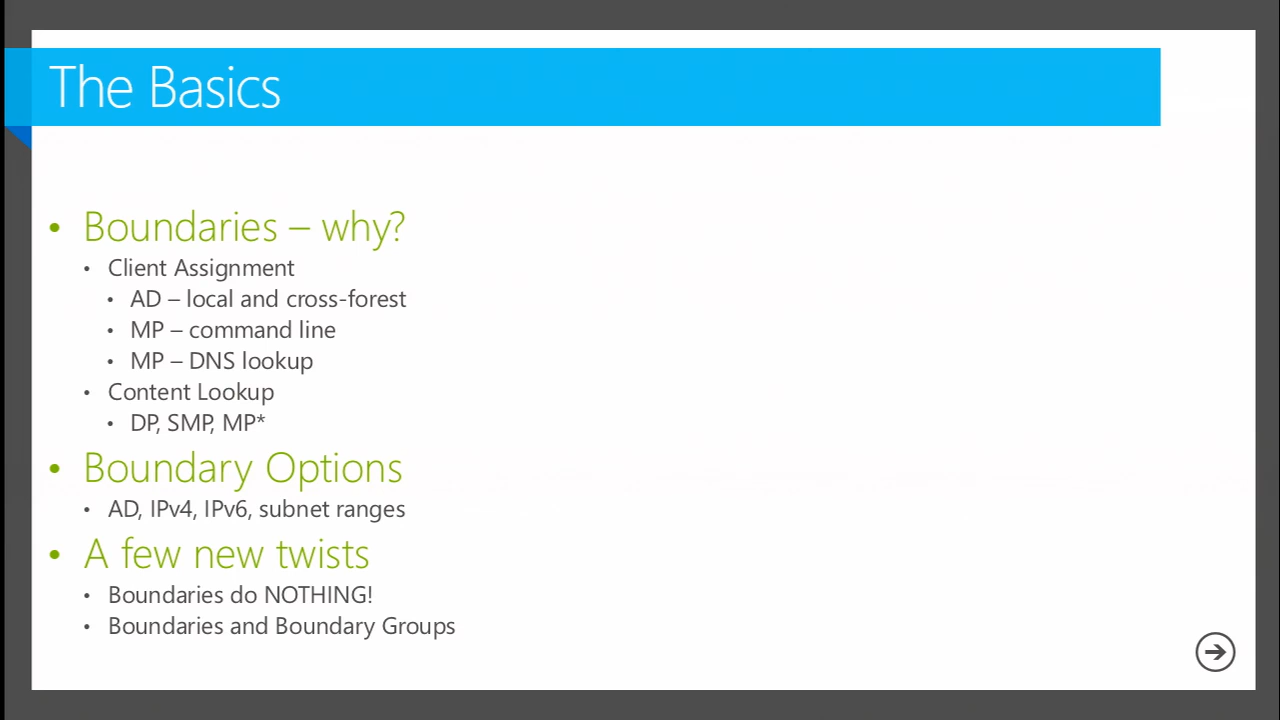 The Basics
• Boundaries – why?
• Client Assignment
• AD – local and cross-forest
• MP – command line
• MP – DNS lookup
• Content Lookup
• DP, SMP, MP*
• Boundary Options
• AD, IPv4, IPv6, subnet ranges
• A few new twists
• Boundaries do NOTHING!
• Boundaries and Boundary Groups